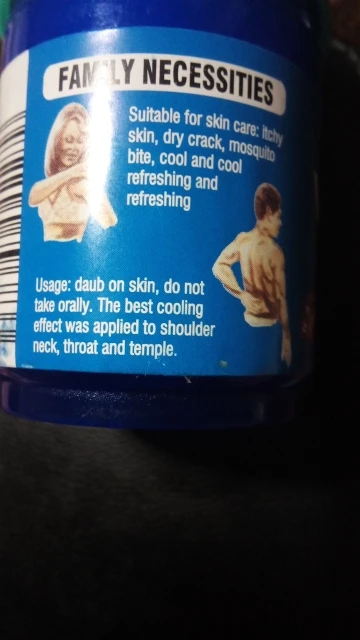 FAMILY NECESSITIES
Suitable for skin care: itchy
skin, dry crack, mosquito
bite, cool and cool
refreshing and
refreshing
Usage: daub on skin, do not
take orally. The best cooling
effect was applied to shoulder
neck, throat and temple.